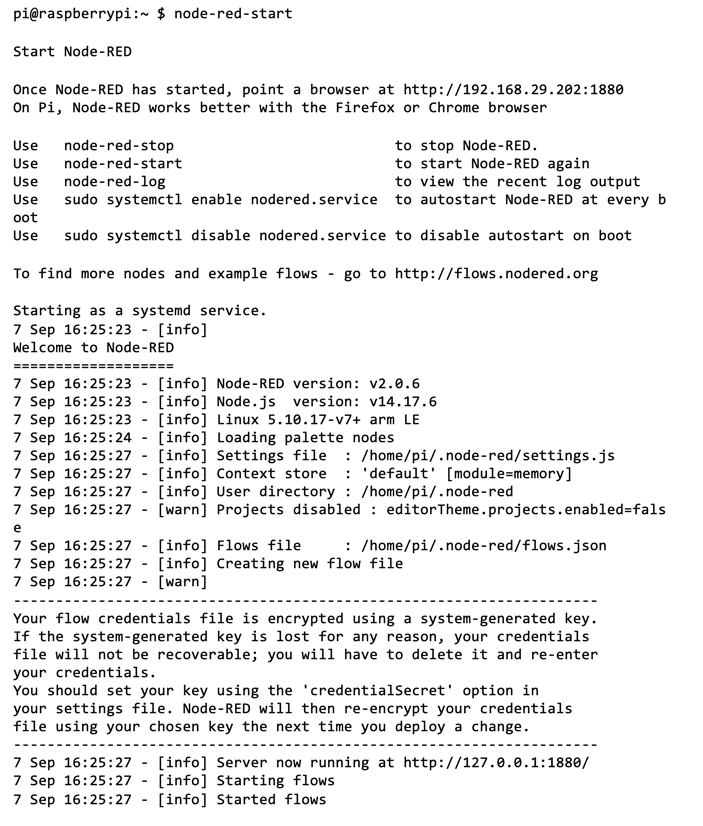 pi@raspberrypi:~ $ node-red-start
Start Node-RED
Once Node-RED has started, point a browser at http://192.168.29.202:1880
On Pi, Node-RED works better with the Firefox or Chrome browser
Use   node-red-stop                          to stop Node-RED.
Use   node-red-start                         to start Node-RED again
Use   node-red-log                           to view the recent log output
Use   sudo systemctl enable nodered.service  to autostart Node-RED at every b
oot
Use   sudo systemctl disable nodered.service to disable autostart on boot
To find more nodes and example flows - go to http://flows.nodered.org
Starting as a systemd service.
7 Sep 16:25:23 - [info]
Welcome to Node-RED
===================
7 Sep 16:25:23 - [info] Node-RED version: v2.0.6
7 Sep 16:25:23 - [info] Node.js  version: v14.17.6
7 Sep 16:25:23 - [info] Linux 5.10.17-v7+ arm LE
7 Sep 16:25:24 - [info] Loading palette nodes
7 Sep 16:25:27 - [info] Settings file  : /home/pi/.node-red/settings.js
7 Sep 16:25:27 - [info] Context store  : 'default' [module=memory]
7 Sep 16:25:27 - [info] User directory : /home/pi/.node-red
7 Sep 16:25:27 - [warn] Projects disabled : editorTheme.projects.enabled=fals
e
7 Sep 16:25:27 - [info] Flows file     : /home/pi/.node-red/flows.json
7 Sep 16:25:27 - [info] Creating new flow file
7 Sep 16:25:27 - [warn]
---------------------------------------------------------------------
Your flow credentials file is encrypted using a system-generated key.
If the system-generated key is lost for any reason, your credentials
file will not be recoverable; you will have to delete it and re-enter
your credentials.
You should set your key using the 'credentialSecret' option in
your settings file. Node-RED will then re-encrypt your credentials
file using your chosen key the next time you deploy a change.
---------------------------------------------------------------------
7 Sep 16:25:27 - [info] Server now running at http://127.0.0.1:1880/
7 Sep 16:25:27 - [info] Starting flows
7 Sep 16:25:27 - [info] Started flows